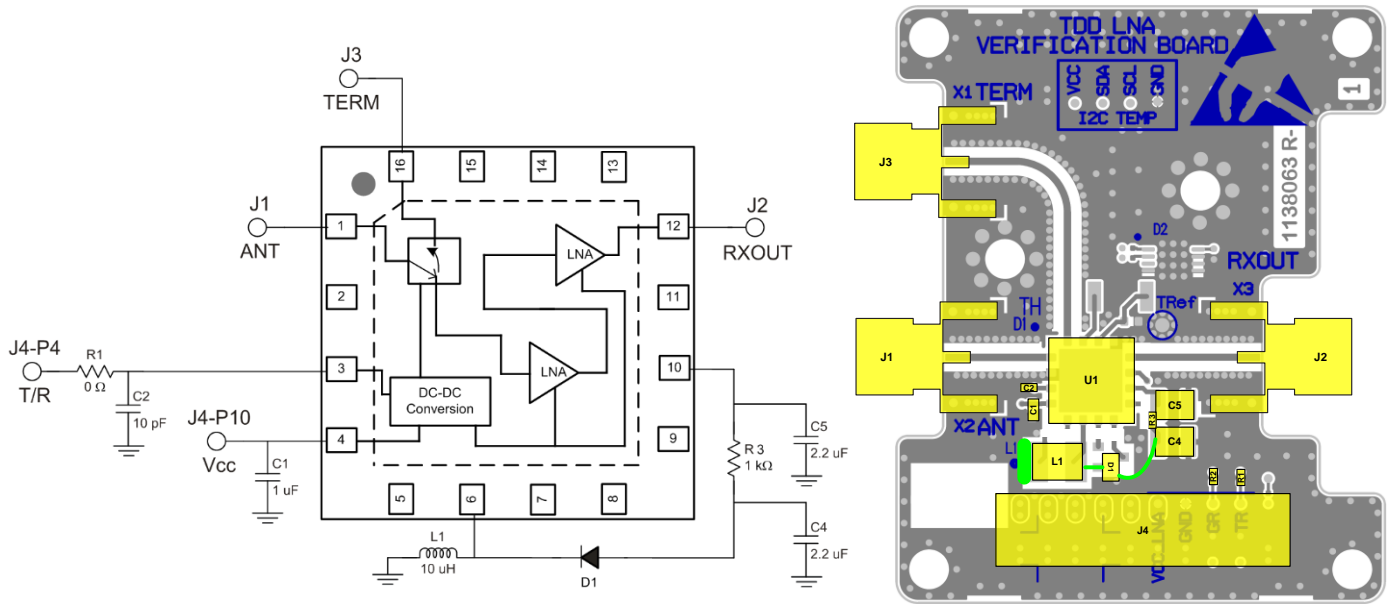 J3
TERM
16
15
14
13
J1
ANT
1
2
3
4
LNA
LNA
DC-DC
Conversion
12
11
10
9
J2
RXOUT
J4-P4
T/R
R1
0 Ω
C2
10 pF
J4-P10
Vcc
C1
1 uF
5
6
7
8
L1
10 uH
D1
R 3
1 kΩ
C5
2.2 uF
C4
2.2 uF
TDD LNA
VERIFICATION BOARD
VCC
SDA
SCL
GND
I2C TEMP
X1 TERM
1
1138063 R-
J3
D2
RXOUT
X3
TH
D1
TRef
J1
U1
J2
C2
C1
X2 ANT
R3
C5
C4
L1
L1
D1
R2
R1
J4
VCC_LNA
GND
GR
TR